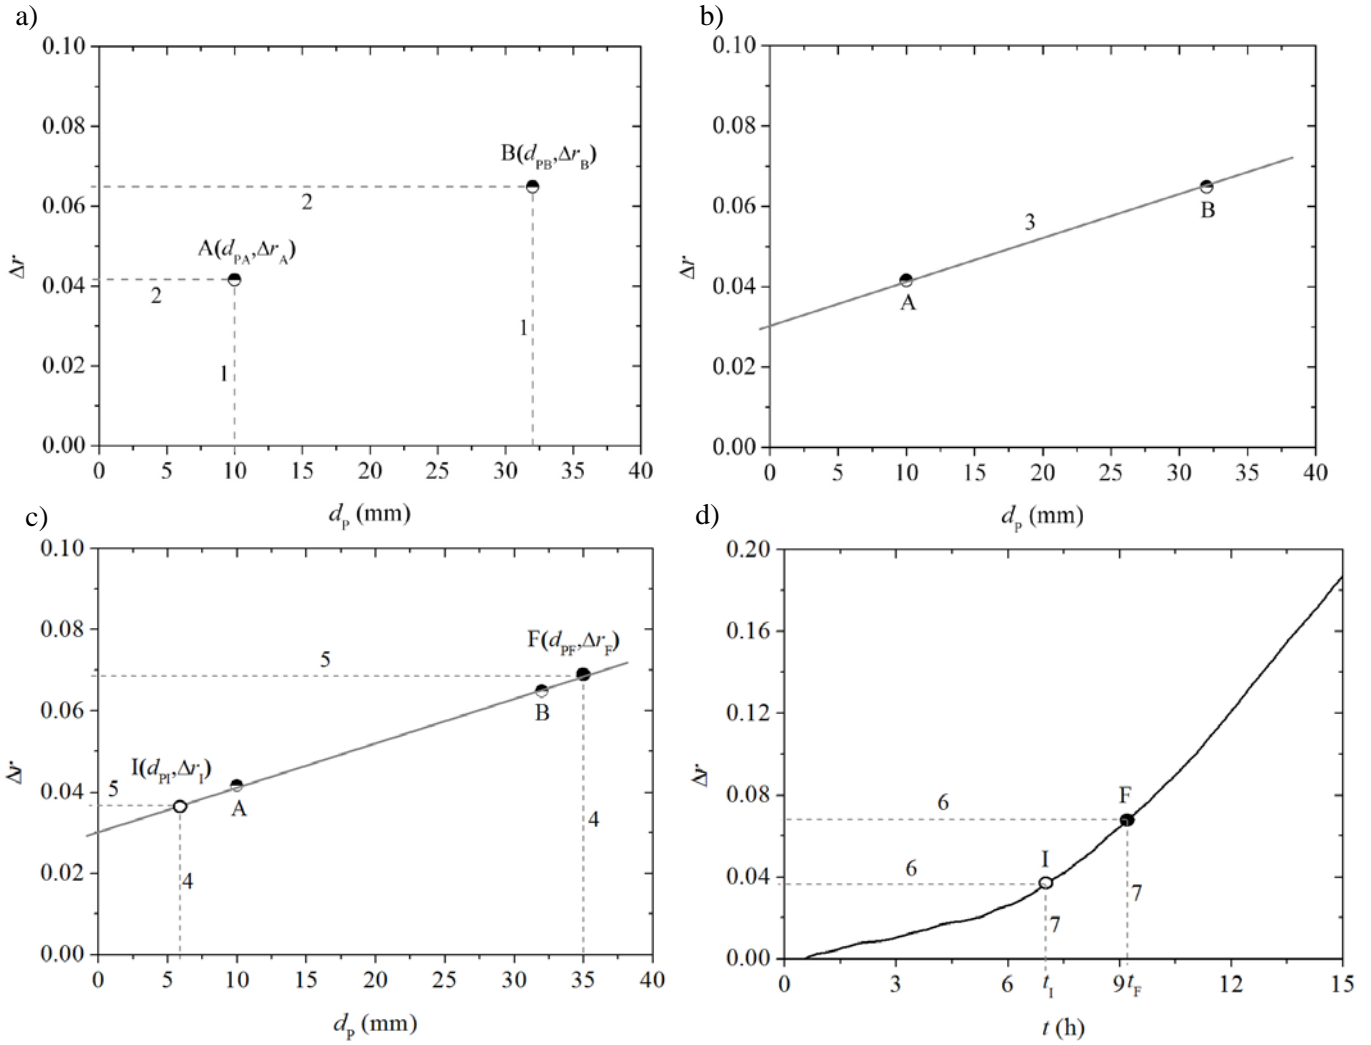 a)
0.10
0.08
0.06
0.04
0.02
0.00
Δr
B(d_PB,Δr_B)
2
A(d_PA,Δr_A)
2
1
1
0 5 10 15 20 25 30 35 40
d_P (mm)
b)
0.10
0.08
0.06
0.04
0.02
0.00
Δr
3
B
A
0 5 10 15 20 25 30 35 40
d_P (mm)
c)
0.10
0.08
0.06
0.04
0.02
0.00
Δr
F(d_PF,Δr_F)
5
B
I(d_PI,Δr_I)
5
A
4
4
0 5 10 15 20 25 30 35 40
d_P (mm)
d)
0.20
0.16
0.12
0.08
0.04
0.00
Δr
F
6
I
6
7
7
0 3 6 t_I 9 t_F 12 15
t (h)